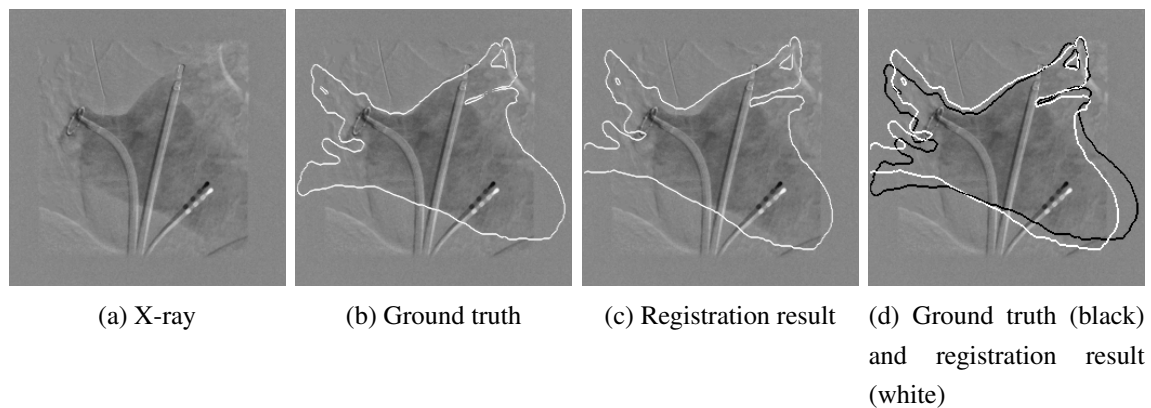 (a) X-ray
(b) Ground truth
(c) Registration result
(d) Ground truth (black)
and registration result
(white)